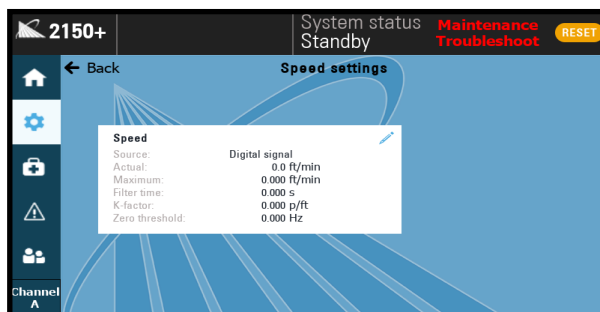 2150+
System status
Standby
Maintenance
Troubleshoot
RESET
← Back
Speed settings
Speed
Source: Digital signal
Actual: 0.0 ft/min
Maximum: 0.000 ft/min
Filter time: 0.000 s
K-factor: 0.000 p/ft
Zero threshold: 0.000 Hz
Channel
A